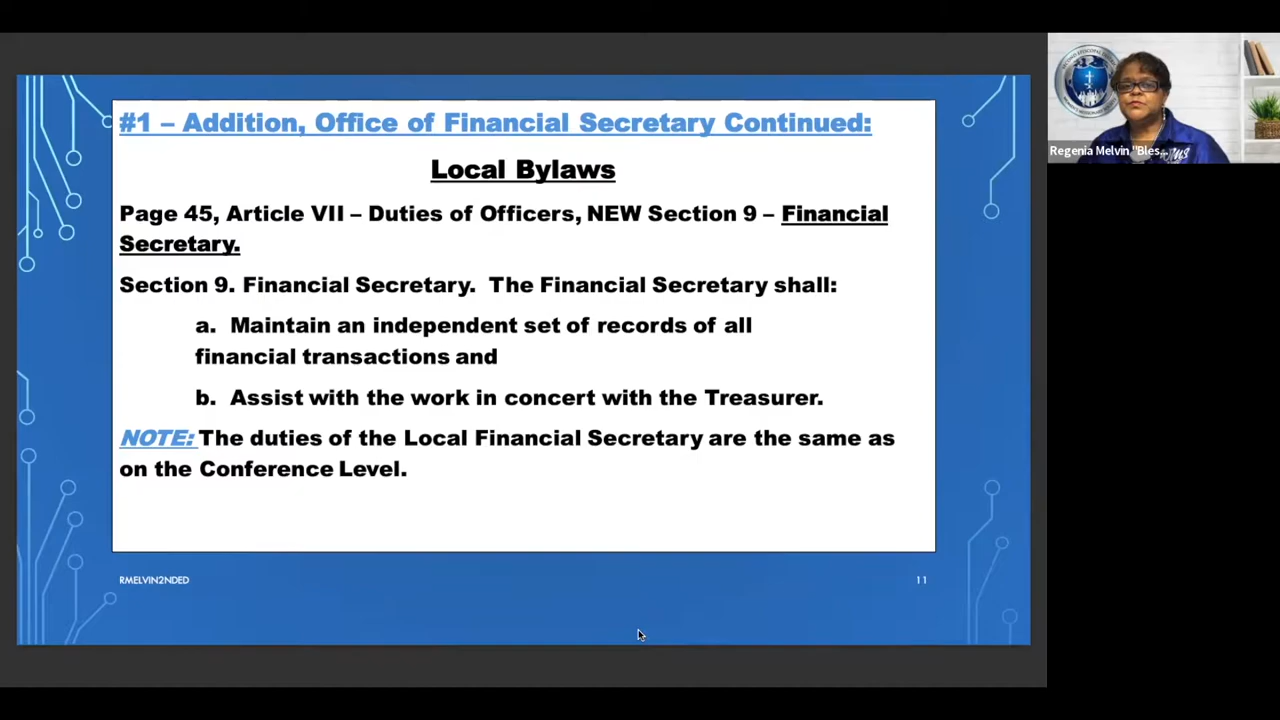 #1 – Addition, Office of Financial Secretary Continued:
Local Bylaws
Page 45, Article VII – Duties of Officers, NEW Section 9 – Financial
Secretary.
Section 9. Financial Secretary. The Financial Secretary shall:
a. Maintain an independent set of records of all
financial transactions and
b. Assist with the work in concert with the Treasurer.
NOTE: The duties of the Local Financial Secretary are the same as
on the Conference Level.
RMELVIN2NDED
11
Regenia Melvin "Bles...